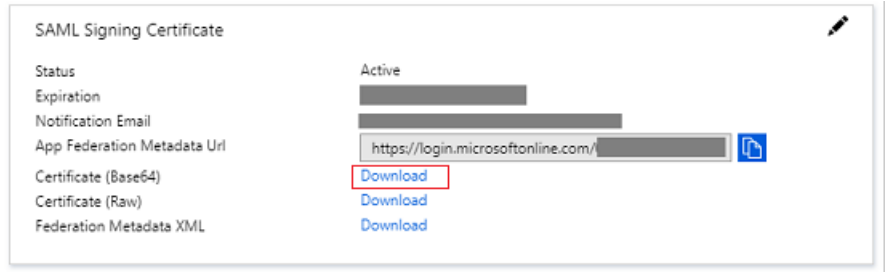 SAML Signing Certificate
Status Active
Expiration
Notification Email
App Federation Metadata Url https://login.microsoftonline.com/
Certificate (Base64) Download
Certificate (Raw) Download
Federation Metadata XML Download